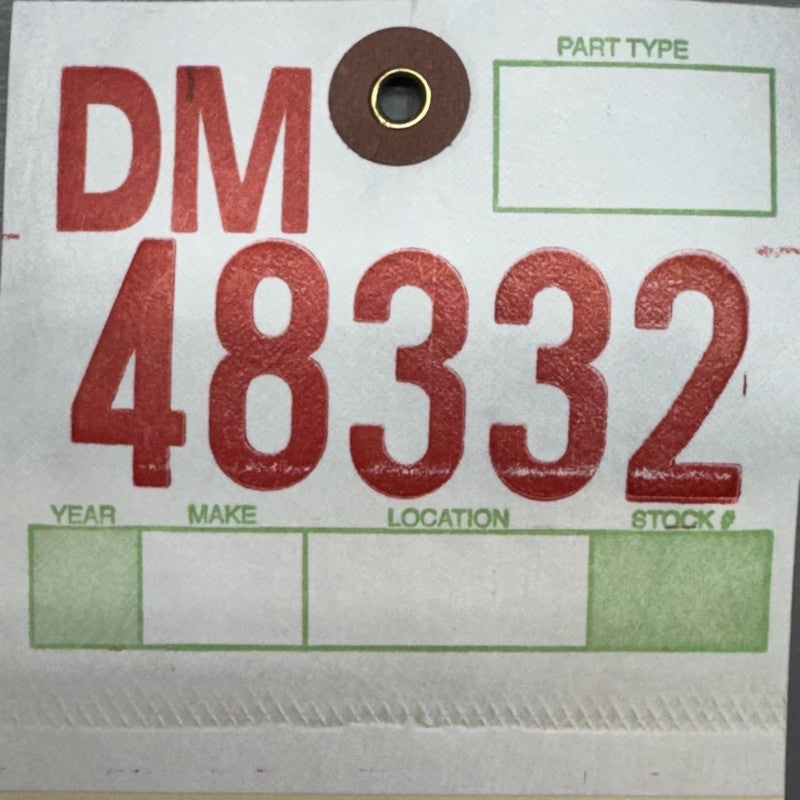 PART TYPE
DM
48332
YEAR MAKE LOCATION STOCK #